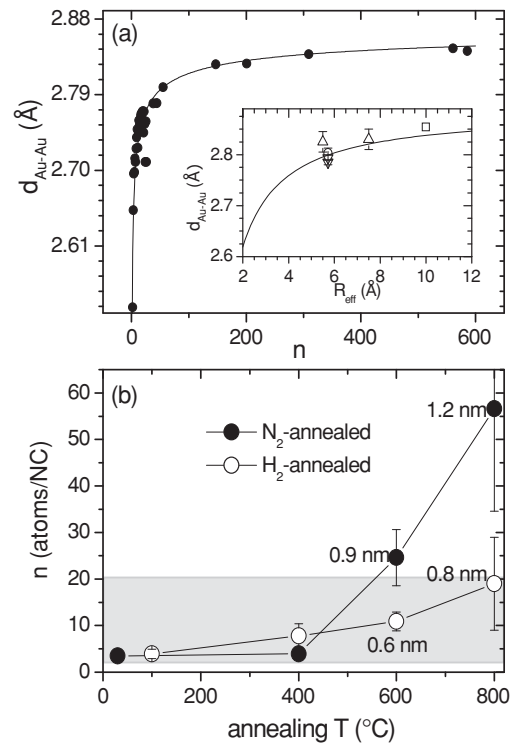 (a)
2.88
2.79
2.70
2.61
d_Au-Au (Å)
0
200
400
600
n
2.8
2.7
2.6
d_Au-Au (Å)
2
4
6
8
10
12
R_eff (Å)
(b)
60
50
40
30
20
10
0
n (atoms/NC)
N₂-annealed
H₂-annealed
1.2 nm
0.9 nm
0.8 nm
0.6 nm
0
200
400
600
800
annealing T (°C)